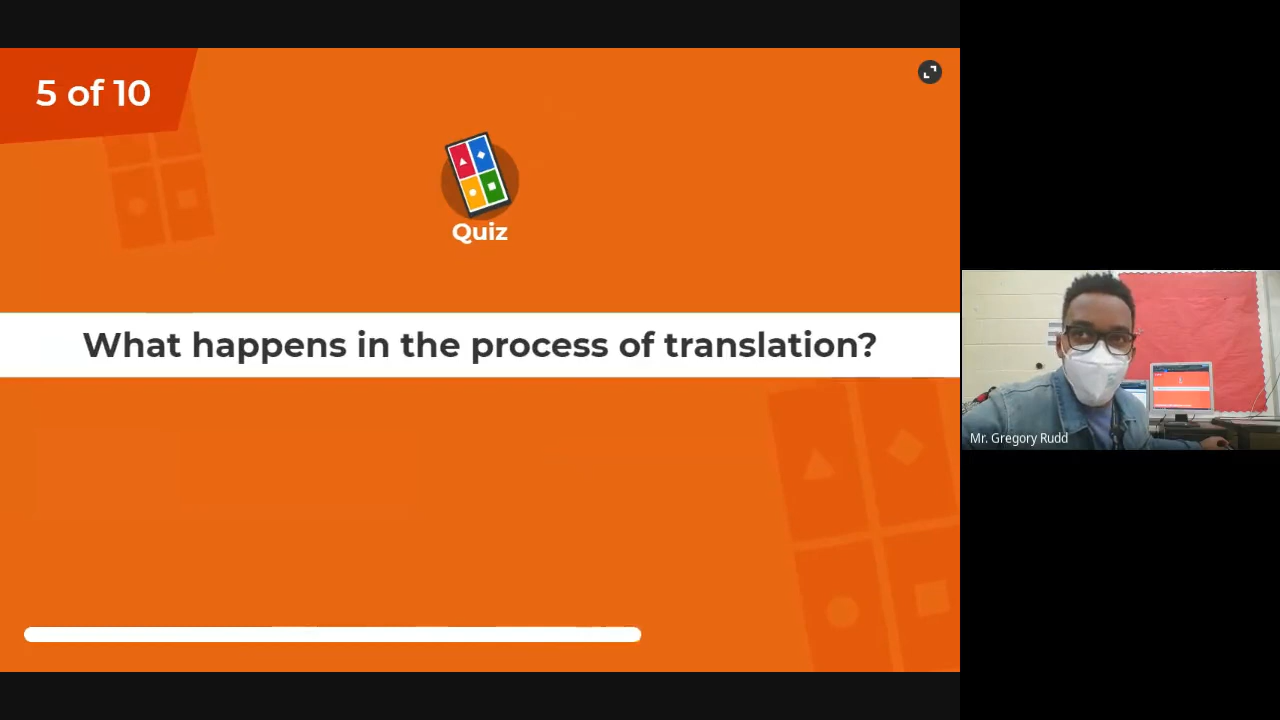 5 of 10
Quiz
What happens in the process of translation?
Mr. Gregory Rudd